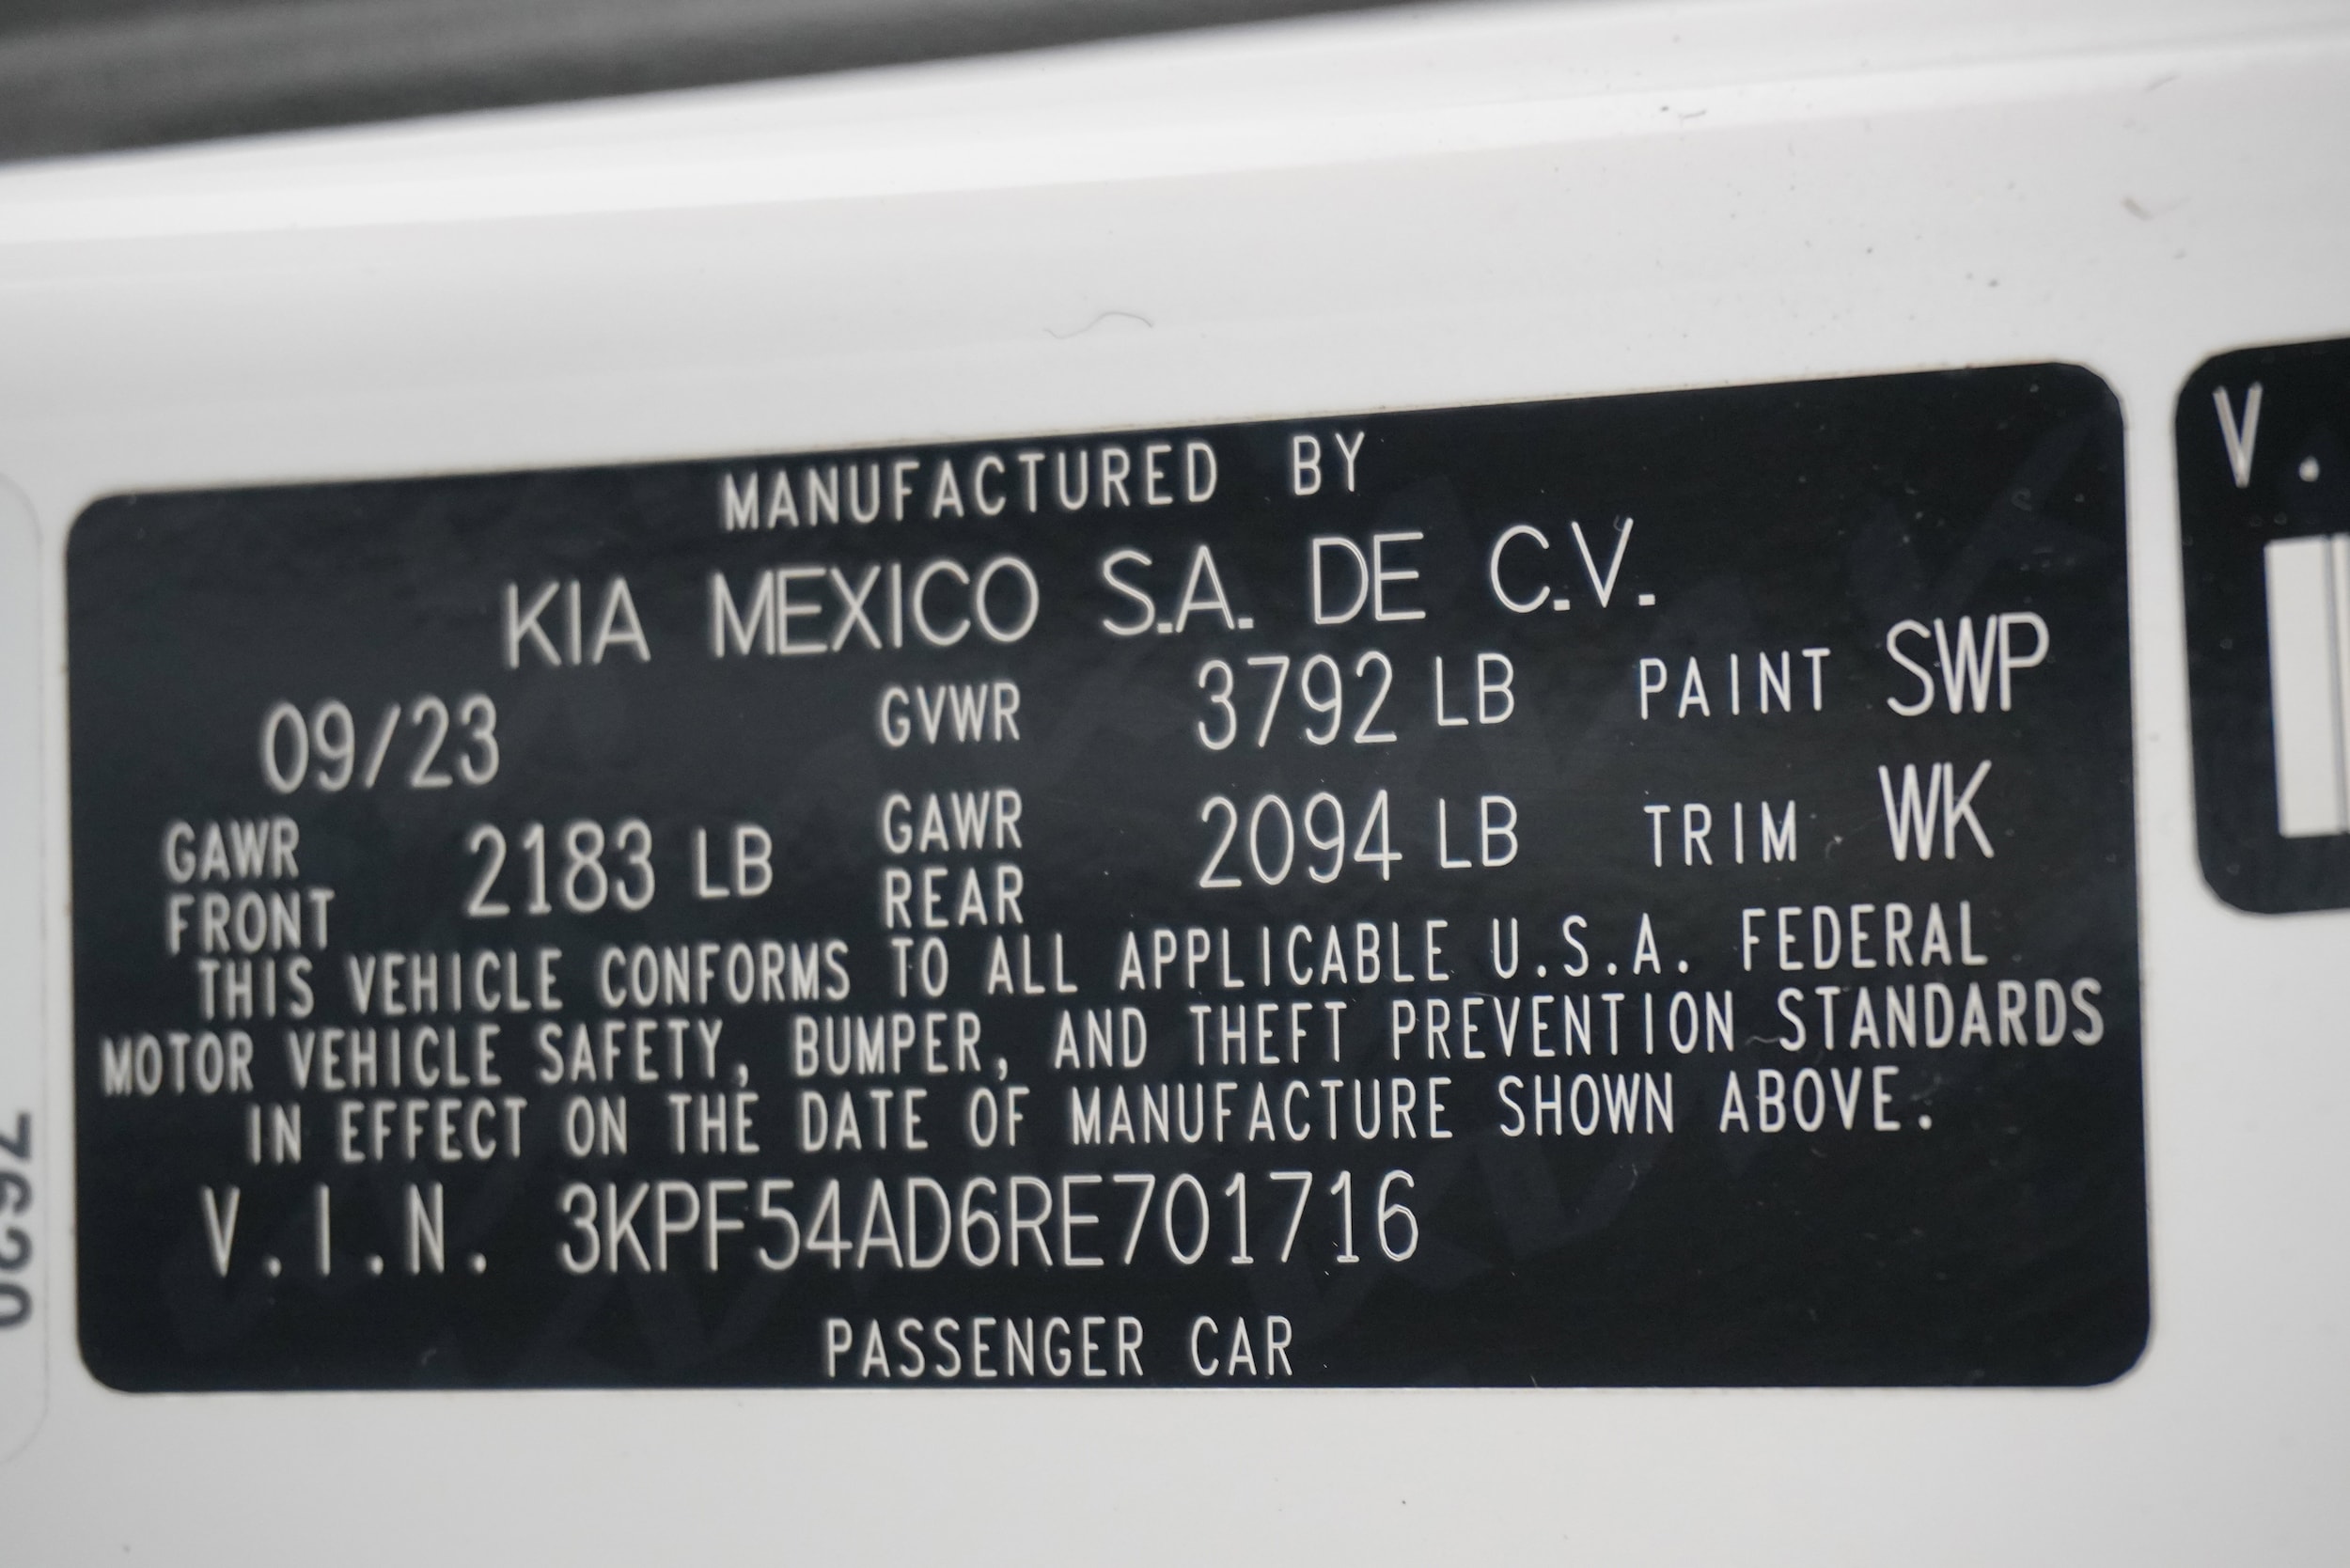 MANUFACTURED BY
KIA MEXICO S.A. DE C.V.
09/23 GVWR 3792 LB PAINT SWP
GAWR FRONT 2183 LB GAWR REAR 2094 LB TRIM WK
THIS VEHICLE CONFORMS TO ALL APPLICABLE U.S.A. FEDERAL
MOTOR VEHICLE SAFETY, BUMPER, AND THEFT PREVENTION STANDARDS
IN EFFECT ON THE DATE OF MANUFACTURE SHOWN ABOVE.
V.I.N. 3KPF54AD6RE701716
PASSENGER CAR
V.